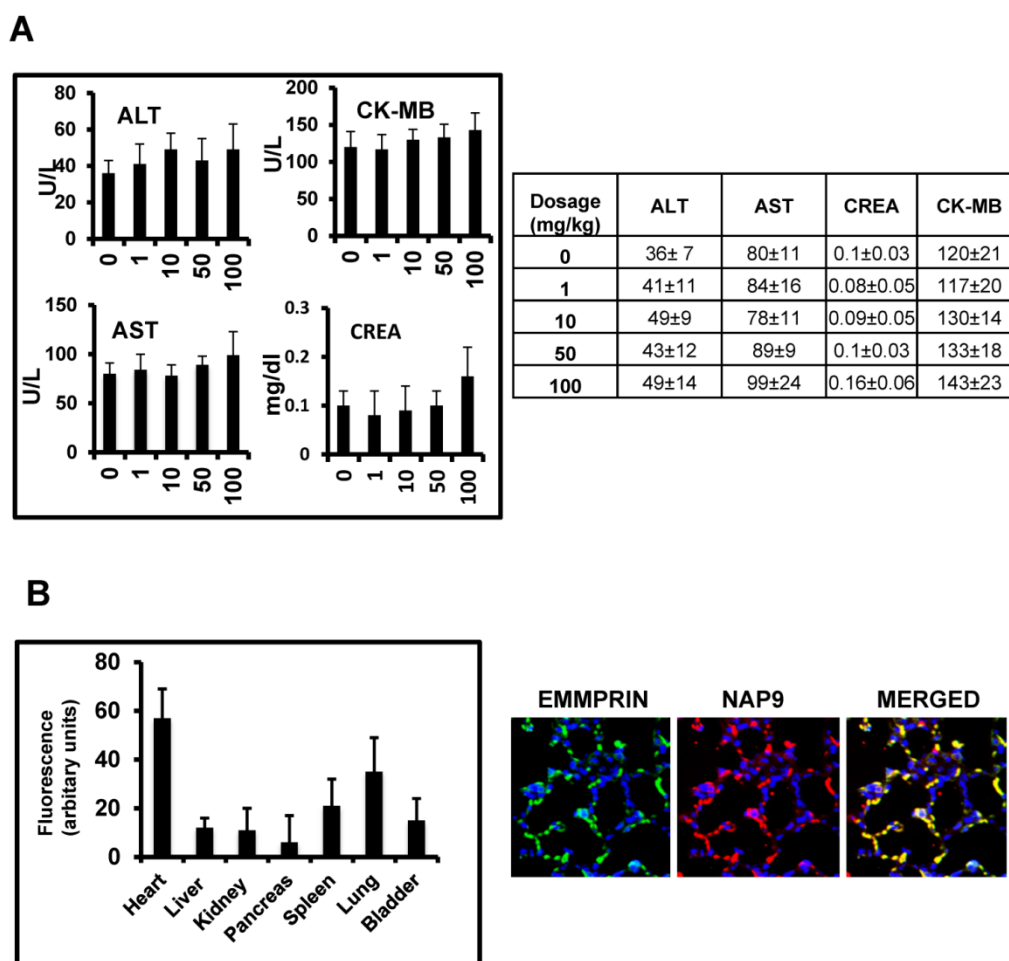 A
ALT
U/L
80
60
40
20
0
0 1 10 50 100
CK-MB
U/L
200
150
100
50
0
0 1 10 50 100
AST
U/L
150
100
50
0
0 1 10 50 100
CREA
mg/dl
0.3
0.2
0.1
0
0 1 10 50 100
Dosage (mg/kg) ALT AST CREA CK-MB
0 36± 7 80±11 0.1±0.03 120±21
1 41±11 84±16 0.08±0.05 117±20
10 49±9 78±11 0.09±0.05 130±14
50 43±12 89±9 0.1±0.03 133±18
100 49±14 99±24 0.16±0.06 143±23
B
Fluorescence
(arbitary units)
80
60
40
20
0
Heart Liver Kidney Pancreas Spleen Lung Bladder
EMMPRIN NAP9 MERGED